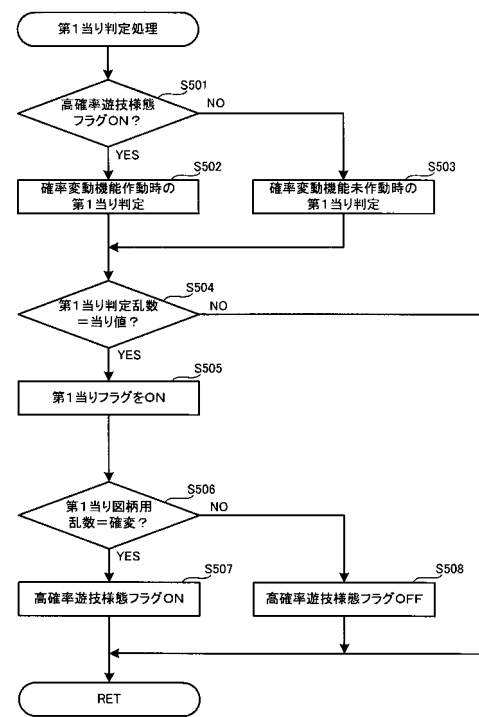 第1当り判定処理
S501
高確率遊技様態
フラグON？
NO
YES
S502
確率変動機能作動時の
第1当り判定
S503
確率変動機能未作動時の
第1当り判定
S504
第1当り判定乱数
＝当り値？
NO
YES
S505
第1当りフラグをON
S506
第1当り図柄用
乱数＝確変？
NO
YES
S507
高確率遊技様態フラグON
S508
高確率遊技様態フラグOFF
RET